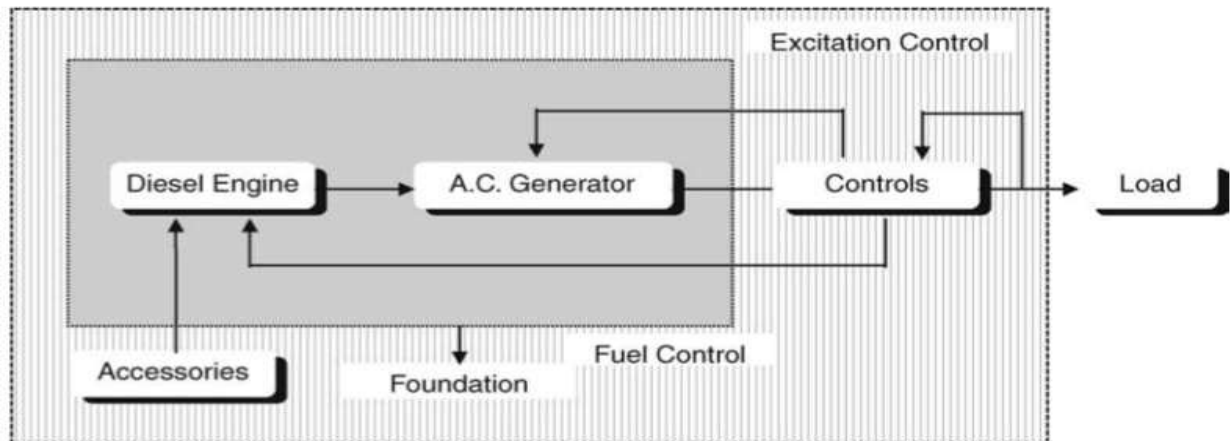 Excitation Control
Diesel Engine
A.C. Generator
Controls
Load
Fuel Control
Accessories
Foundation